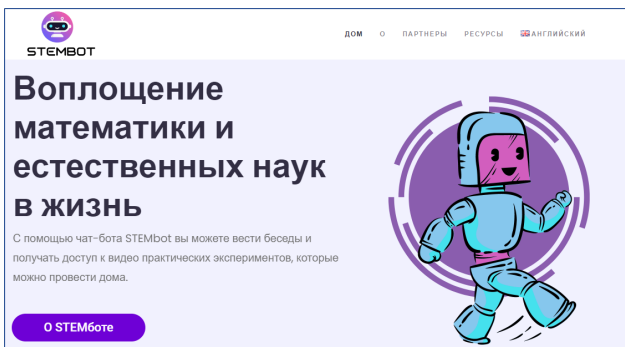 STEMBOT
ДОМ О ПАРТНЕРЫ РЕСУРСЫ АНГЛИЙСКИЙ
Воплощение
математики и
естественных наук
в жизнь
С помощью чат-бота STEMbot вы можете вести беседы и
получать доступ к видео практических экспериментов, которые
можно провести дома.
О STEMботе